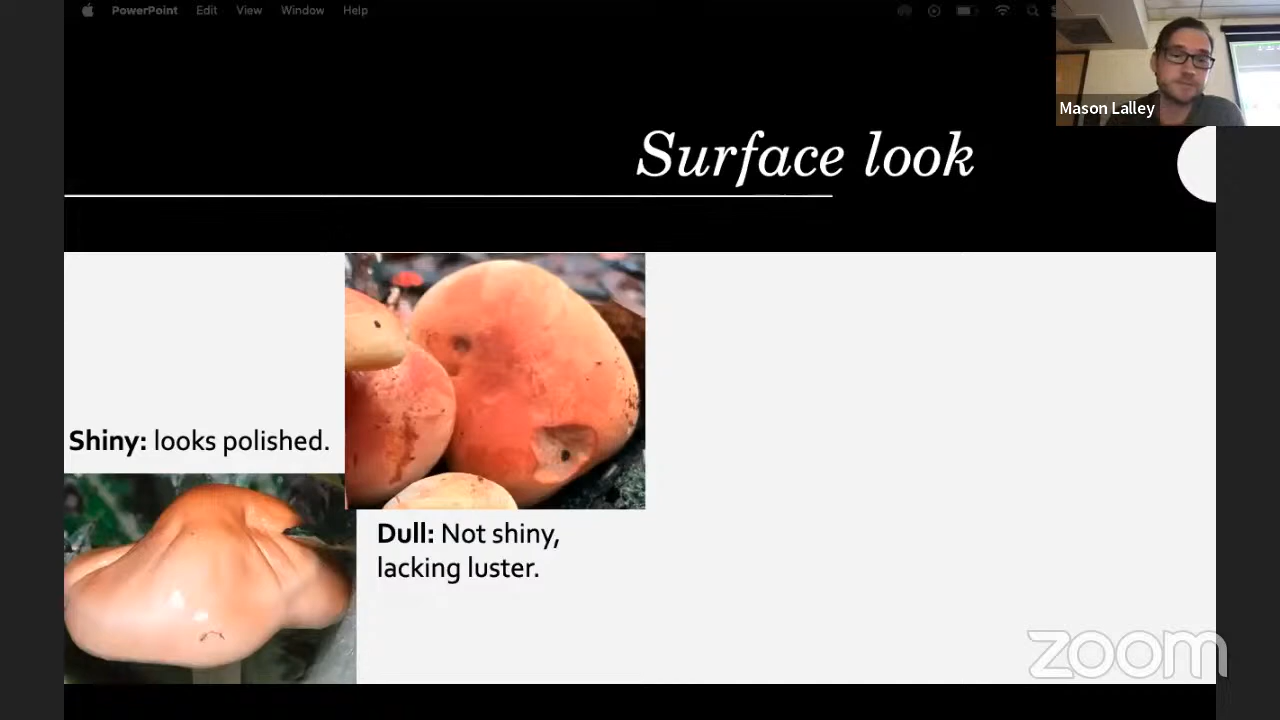 PowerPoint Edit View Window Help
Mason Lalley
Surface look
Shiny: looks polished.
Dull: Not shiny,
lacking luster.
zoom